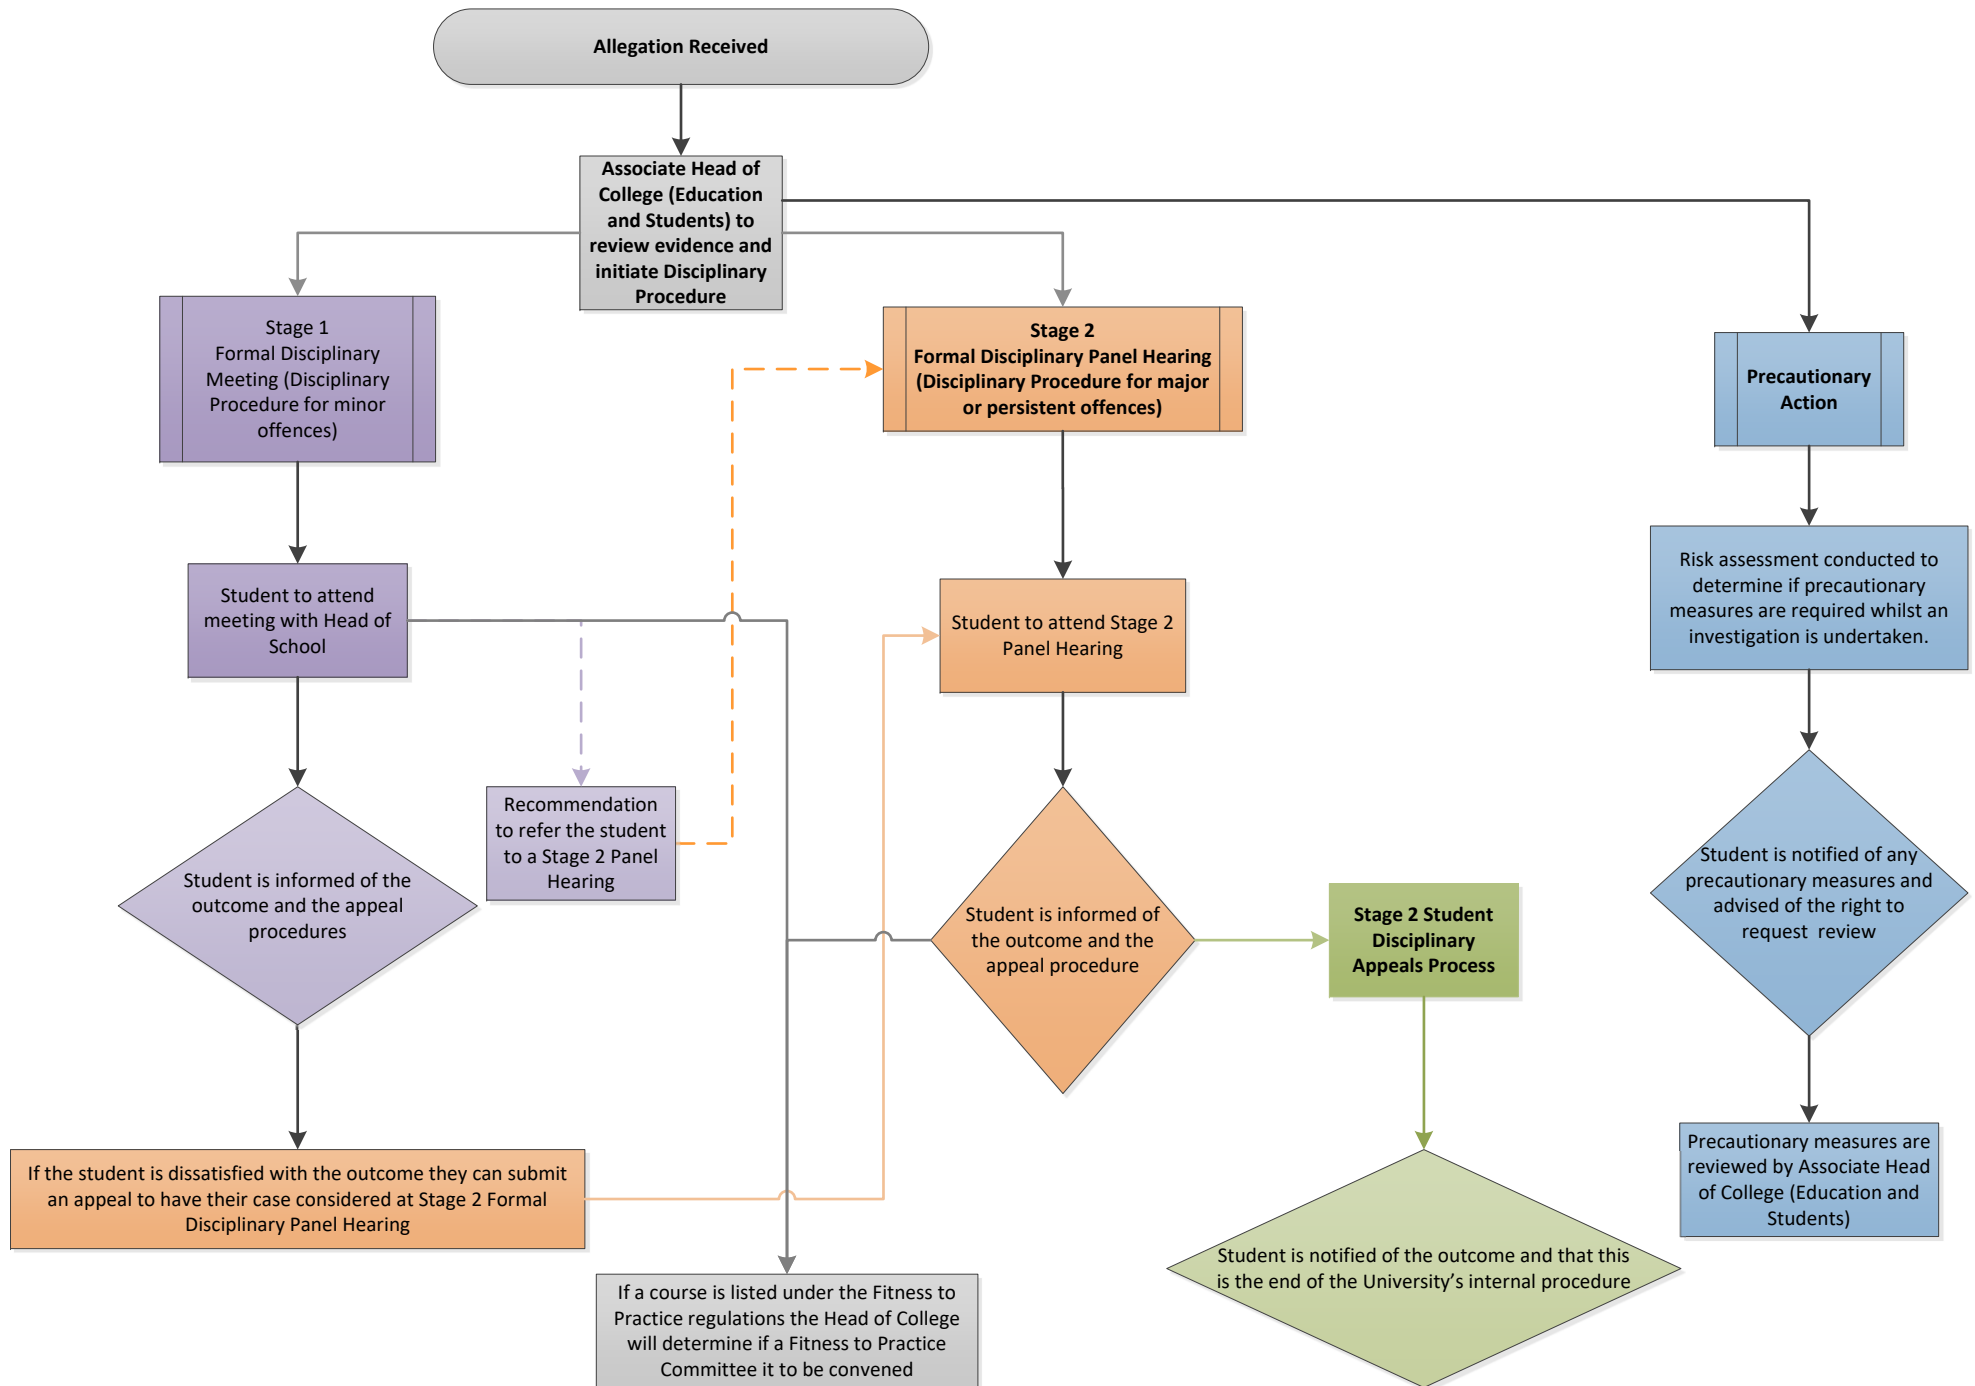 Allegation Received
Associate Head of
College (Education
and Students) to
review evidence and
initiate Disciplinary
Procedure
Stage 1
Formal Disciplinary
Meeting (Disciplinary
Procedure for minor
offences)
Stage 2
Formal Disciplinary Panel Hearing
(Disciplinary Procedure for major
or persistent offences)
Precautionary
Action
Student to attend
meeting with Head of
School
Student to attend Stage 2
Panel Hearing
Risk assessment conducted to
determine if precautionary
measures are required whilst an
investigation is undertaken.
Recommendation
to refer the student
to a Stage 2 Panel
Hearing
Student is informed of the
outcome and the appeal
procedures
Student is informed of
the outcome and the
appeal procedure
Stage 2 Student
Disciplinary
Appeals Process
Student is notified of any
precautionary measures and
advised of the right to
request  review
If the student is dissatisfied with the outcome they can submit
an appeal to have their case considered at Stage 2 Formal
Disciplinary Panel Hearing
Precautionary measures are
reviewed by Associate Head
of College (Education and
Students)
Student is notified of the outcome and that this
is the end of the University’s internal procedure
If a course is listed under the Fitness to
Practice regulations the Head of College
will determine if a Fitness to Practice
Committee it to be convened